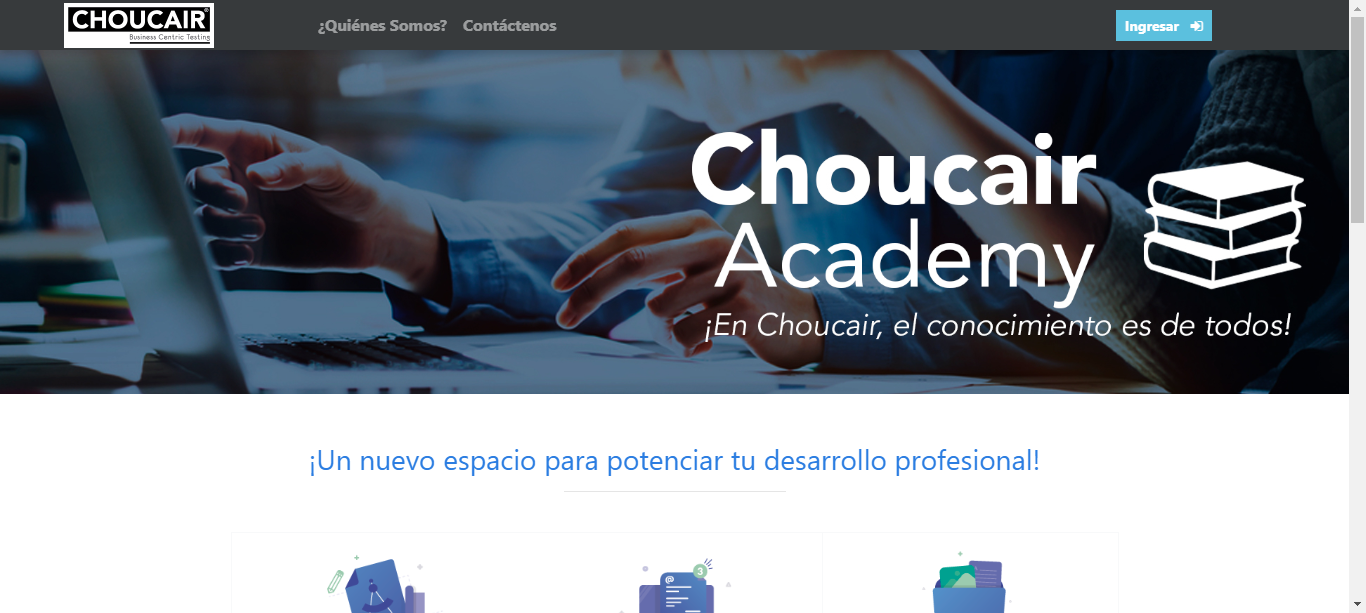 CHOUCAIR®
Business Centric Testing
¿Quiénes Somos? Contáctenos
Ingresar
Choucair
Academy
¡En Choucair, el conocimiento es de todos!
¡Un nuevo espacio para potenciar tu desarrollo profesional!
@
3